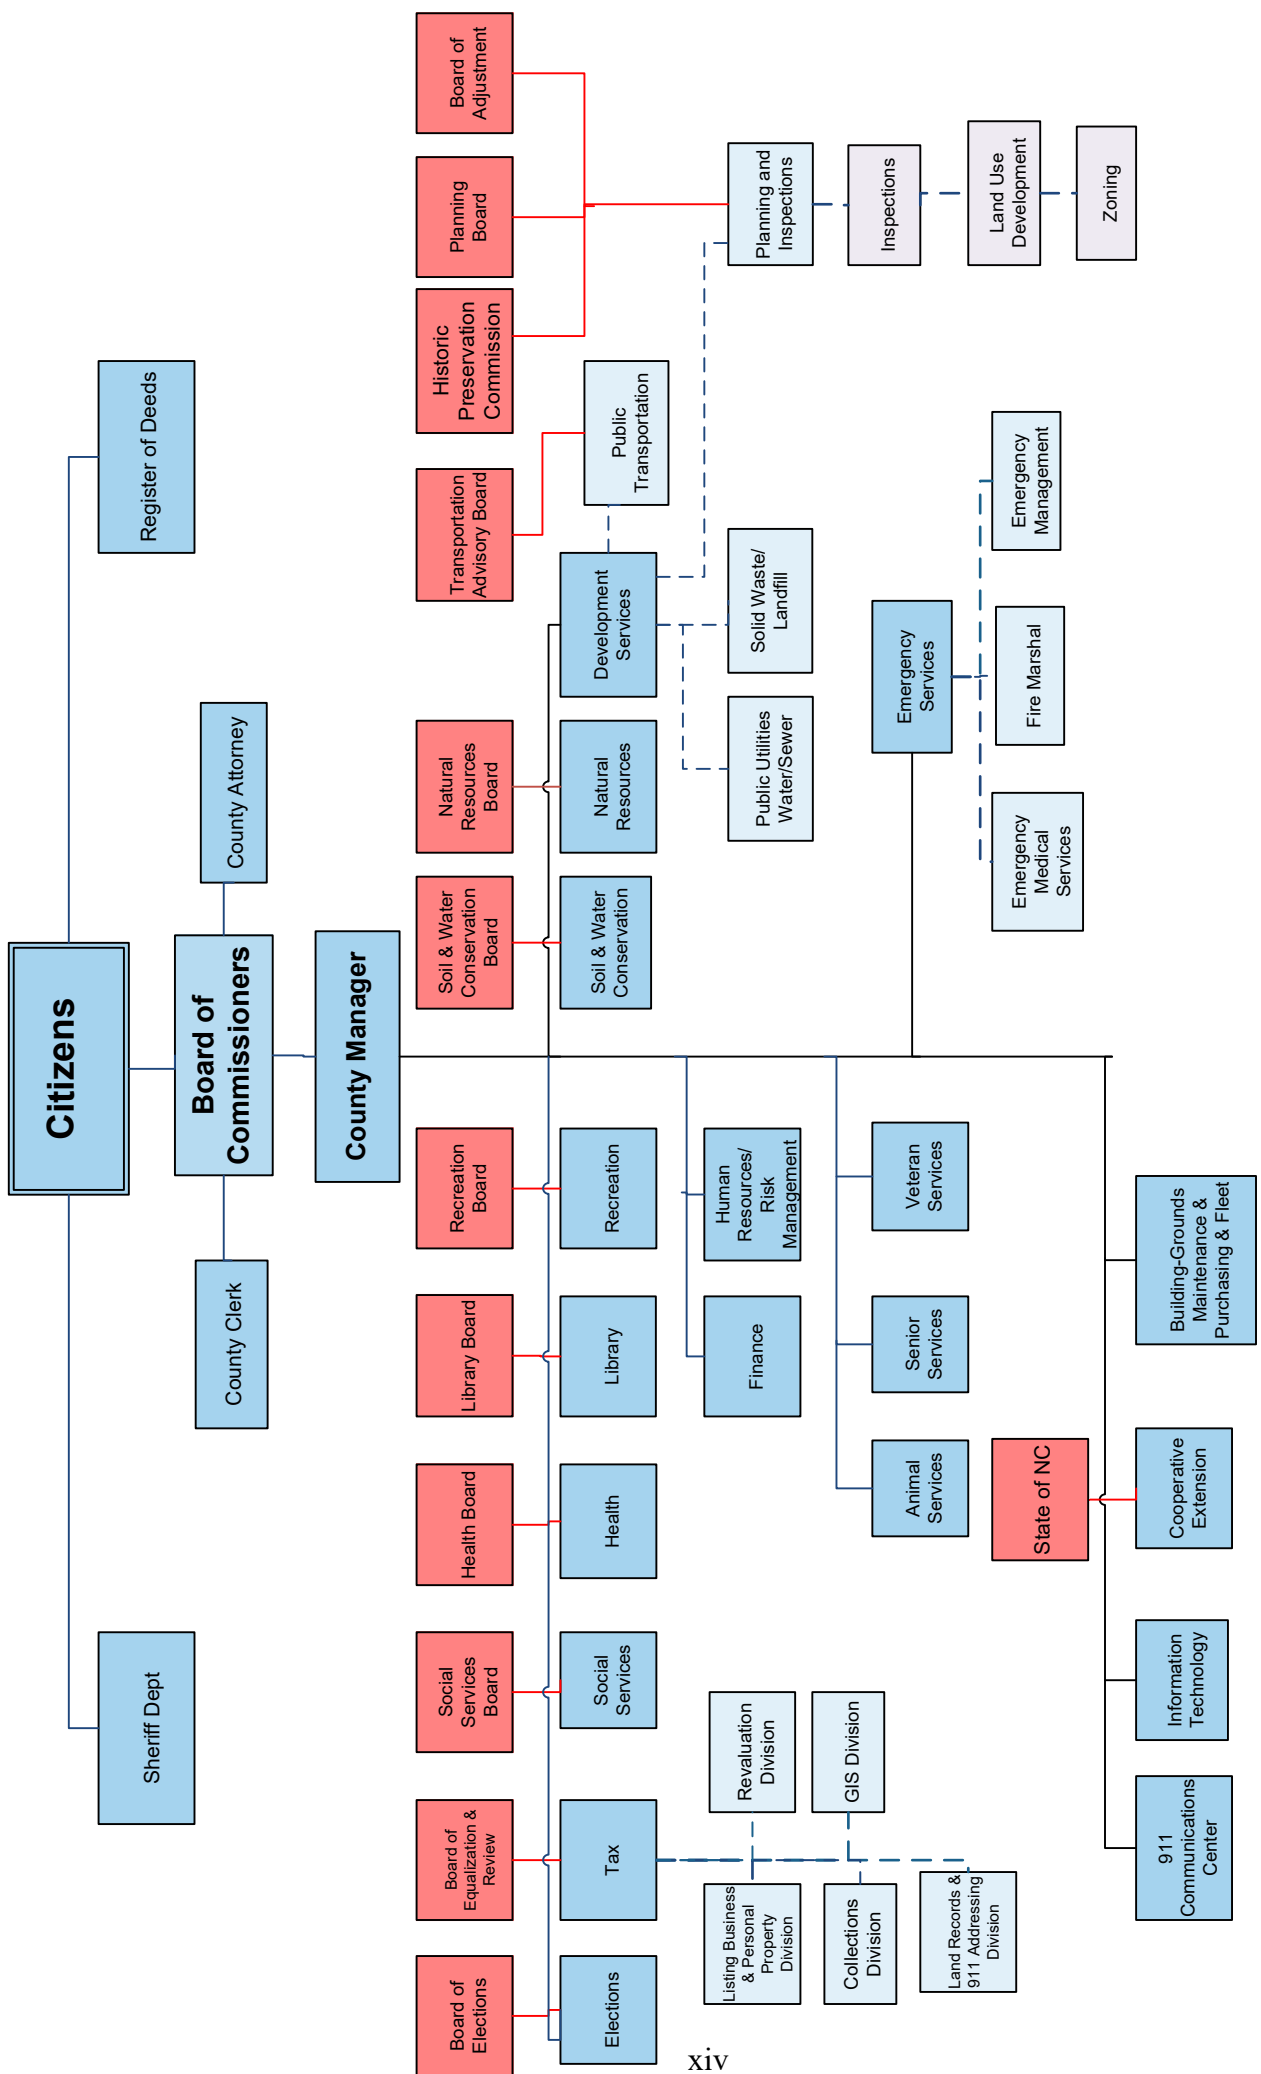 Citizens
Sheriff Dept
Register of Deeds
Board of
Commissioners
County Clerk
County Attorney
County Manager
Board of
Elections
Board of
Equalization &
Review
Social
Services
Board
Health Board
Library Board
Recreation
Board
Soil & Water
Conservation
Board
Natural
Resources
Board
Transportation
Advisory Board
Historic
Preservation
Commission
Planning
Board
Board of
Adjustment
Elections
Tax
Social
Services
Health
Library
Recreation
Soil & Water
Conservation
Natural
Resources
Development
Services
Public
Transportation
Listing Business
& Personal
Property
Division
Revaluation
Division
Collections
Division
GIS Division
Land Records &
911 Addressing
Division
Finance
Human
Resources/
Risk
Management
Public Utilities
Water/Sewer
Solid Waste/
Landfill
Planning and
Inspections
Inspections
Land Use
Development
Zoning
Animal
Services
Senior
Services
Veteran
Services
Emergency
Services
Emergency
Medical
Services
Fire Marshal
Emergency
Management
State of NC
911
Communications
Center
Information
Technology
Cooperative
Extension
Building-Grounds
Maintenance &
Purchasing & Fleet
xiv